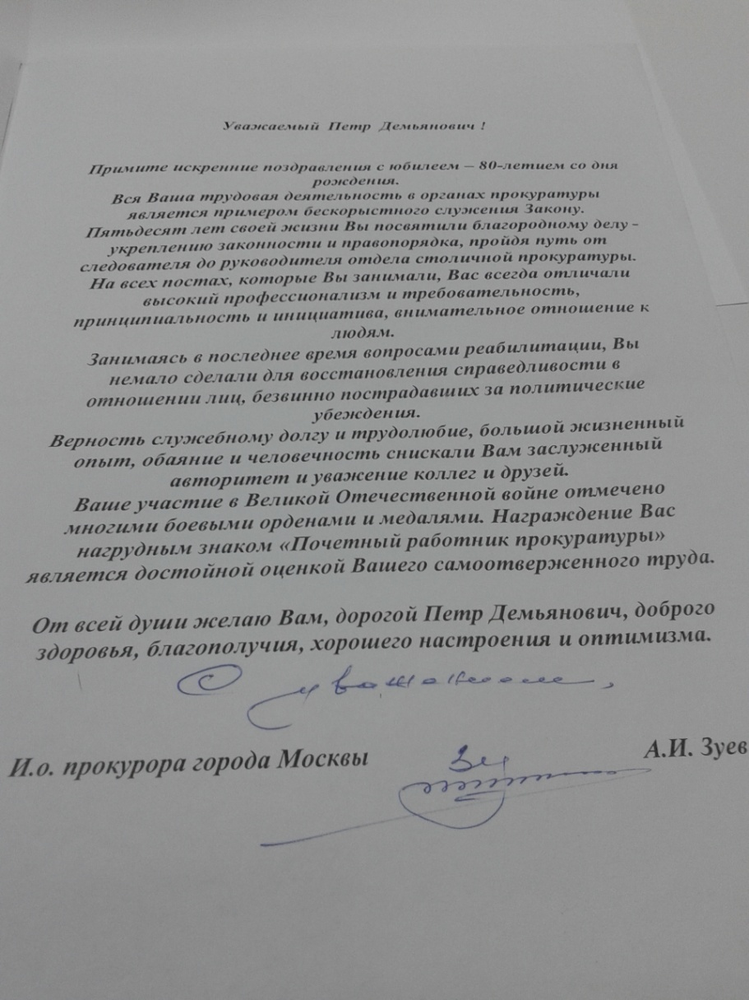 Уважаемый Петр Демьянович !
Примите искренние поздравления с юбилеем – 80-летием со дня
рождения.
Вся Ваша трудовая деятельность в органах прокуратуры
является примером бескорыстного служения Закону.
Пятьдесят лет своей жизни Вы посвятили благородному делу -
укреплению законности и правопорядка, пройдя путь от
следователя до руководителя отдела столичной прокуратуры.
На всех постах, которые Вы занимали, Вас всегда отличали
высокий профессионализм и требовательность,
принципиальность и инициатива, внимательное отношение к
людям.
Занимаясь в последнее время вопросами реабилитации, Вы
немало сделали для восстановления справедливости в
отношении лиц, безвинно пострадавших за политические
убеждения.
Верность служебному долгу и трудолюбие, большой жизненный
опыт, обаяние и человечность снискали Вам заслуженный
авторитет и уважение коллег и друзей.
Ваше участие в Великой Отечественной войне отмечено
многими боевыми орденами и медалями. Награждение Вас
нагрудным знаком «Почетный работник прокуратуры»
является достойной оценкой Вашего самоотверженного труда.
От всей души желаю Вам, дорогой Петр Демьянович, доброго
здоровья, благополучия, хорошего настроения и оптимизма.
С уважением,
И.о. прокурора города Москвы А.И. Зуев